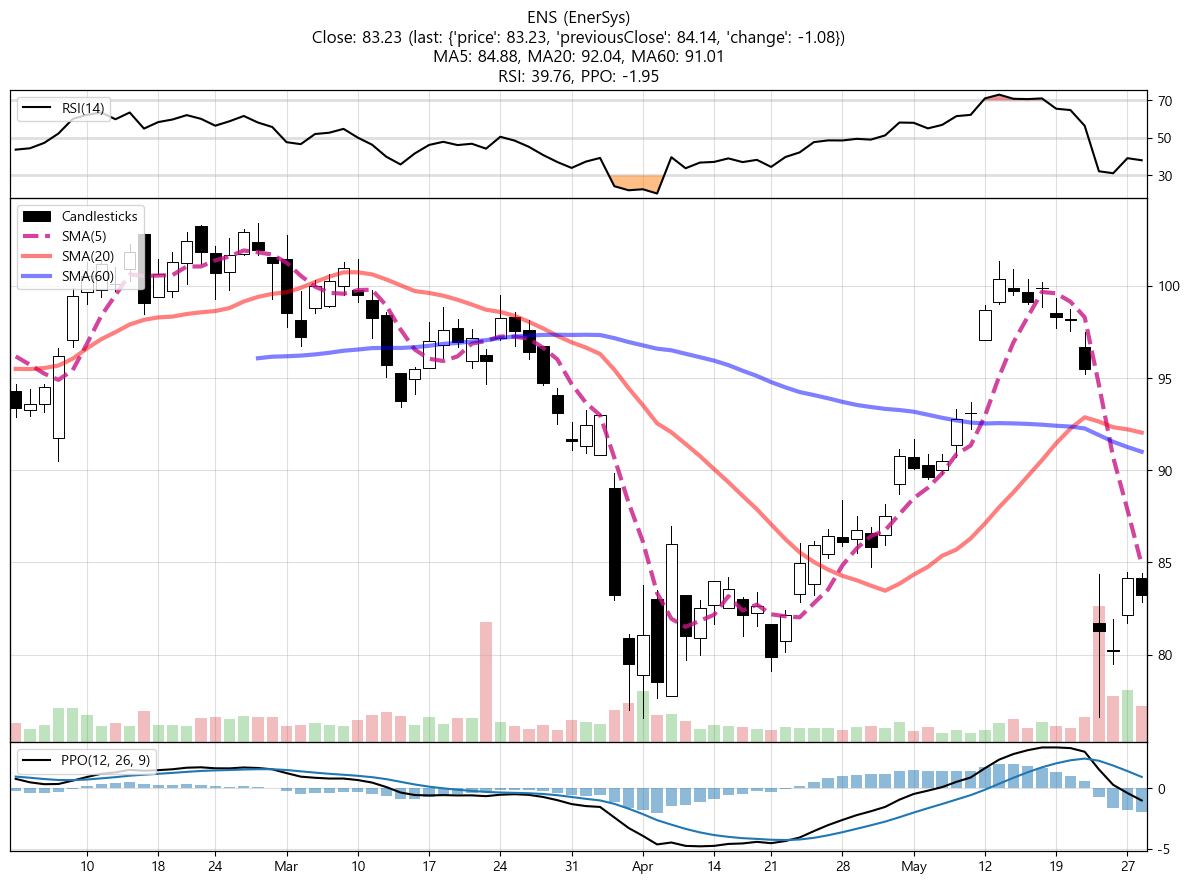 ENS (EnerSys)
Close: 83.23 (last: {'price': 83.23, 'previousClose': 84.14, 'change': -1.08})
MA5: 84.88, MA20: 92.04, MA60: 91.01
RSI: 39.76, PPO: -1.95
RSI(14)
70
50
30
Candlesticks
SMA(5)
SMA(20)
SMA(60)
100
95
90
85
80
PPO(12, 26, 9)
0
-5
10 18 24 Mar 10 17 24 31 Apr 14 21 28 May 12 19 27